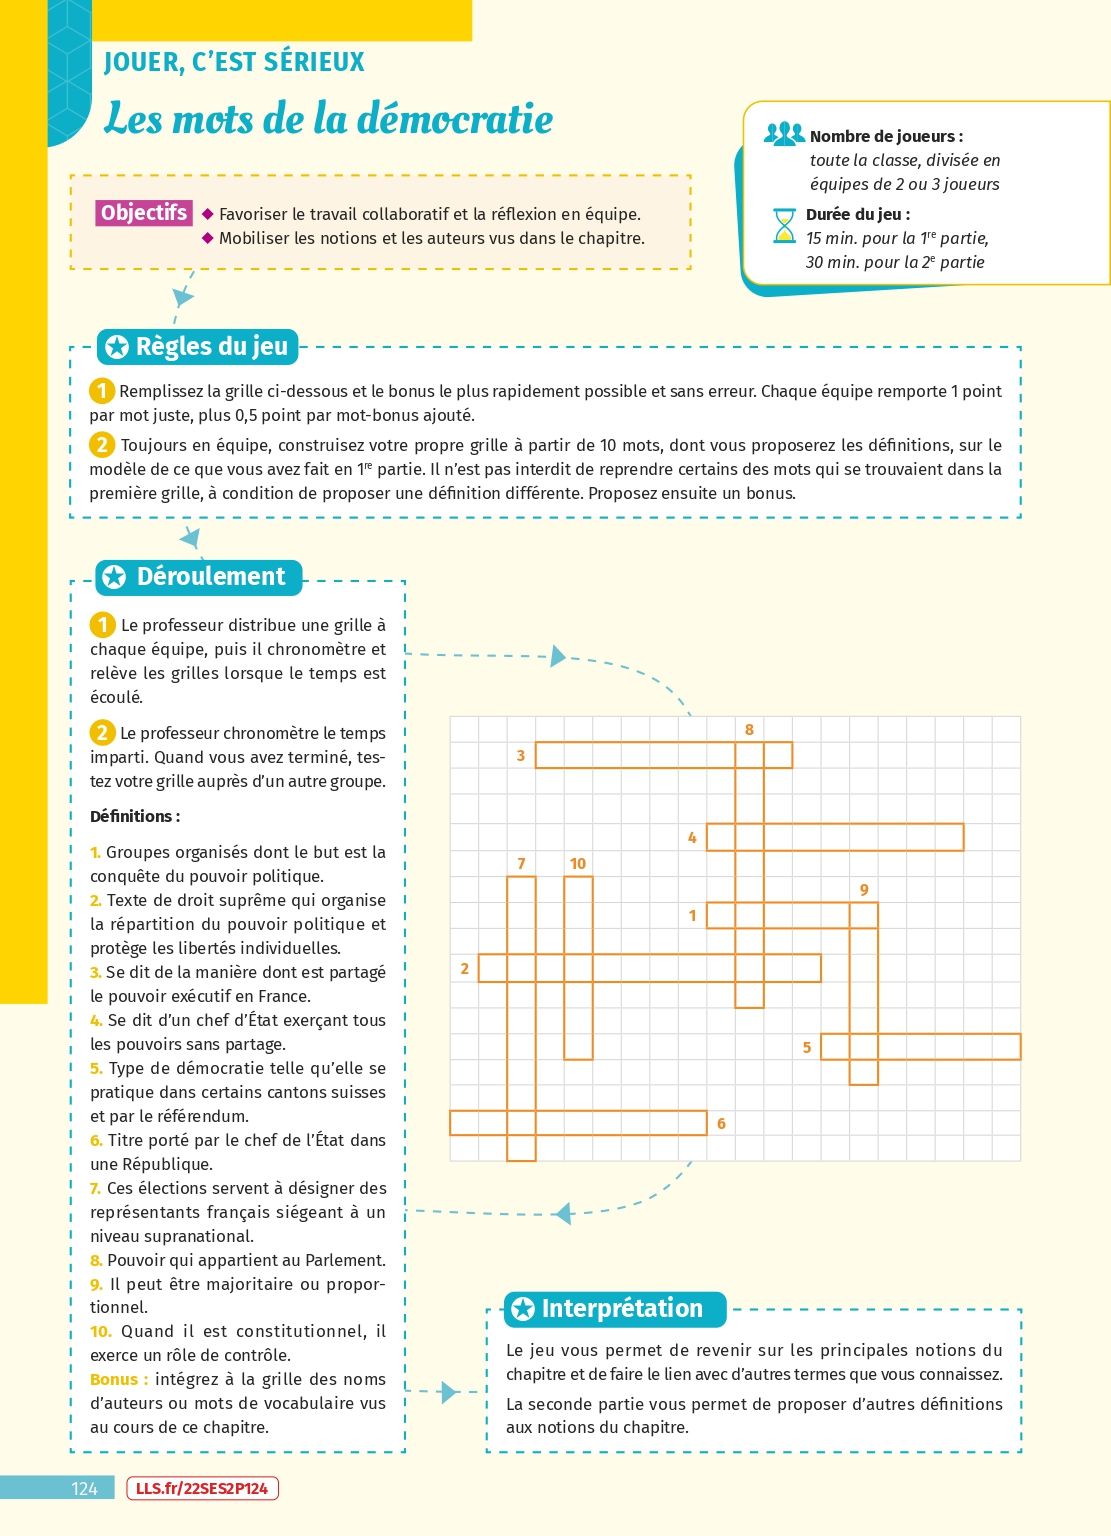 JOUER, C’EST SÉRIEUX
Les mots de la démocratie
Nombre de joueurs :
toute la classe, divisée en
équipes de 2 ou 3 joueurs
Durée du jeu :
15 min. pour la 1re partie,
30 min. pour la 2e partie
Objectifs
◆ Favoriser le travail collaboratif et la réflexion en équipe.
◆ Mobiliser les notions et les auteurs vus dans le chapitre.
Règles du jeu
1 Remplissez la grille ci-dessous et le bonus le plus rapidement possible et sans erreur. Chaque équipe remporte 1 point
par mot juste, plus 0,5 point par mot-bonus ajouté.
2 Toujours en équipe, construisez votre propre grille à partir de 10 mots, dont vous proposerez les définitions, sur le
modèle de ce que vous avez fait en 1re partie. Il n’est pas interdit de reprendre certains des mots qui se trouvaient dans la
première grille, à condition de proposer une définition différente. Proposez ensuite un bonus.
Déroulement
1 Le professeur distribue une grille à
chaque équipe, puis il chronomètre et
relève les grilles lorsque le temps est
écoulé.
2 Le professeur chronomètre le temps
imparti. Quand vous avez terminé, tes-
tez votre grille auprès d’un autre groupe.
Définitions :
1. Groupes organisés dont le but est la
conquête du pouvoir politique.
2. Texte de droit suprême qui organise
la répartition du pouvoir politique et
protège les libertés individuelles.
3. Se dit de la manière dont est partagé
le pouvoir exécutif en France.
4. Se dit d’un chef d’État exerçant tous
les pouvoirs sans partage.
5. Type de démocratie telle qu’elle se
pratique dans certains cantons suisses
et par le référendum.
6. Titre porté par le chef de l’État dans
une République.
7. Ces élections servent à désigner des
représentants français siégeant à un
niveau supranational.
8. Pouvoir qui appartient au Parlement.
9. Il peut être majoritaire ou propor-
tionnel.
10. Quand il est constitutionnel, il
exerce un rôle de contrôle.
Bonus : intégrez à la grille des noms
d’auteurs ou mots de vocabulaire vus
au cours de ce chapitre.
8
3
4
7 10
9
1
2
5
6
Interprétation
Le jeu vous permet de revenir sur les principales notions du
chapitre et de faire le lien avec d’autres termes que vous connaissez.
La seconde partie vous permet de proposer d’autres définitions
aux notions du chapitre.
124
LLS.fr/22SES2P124